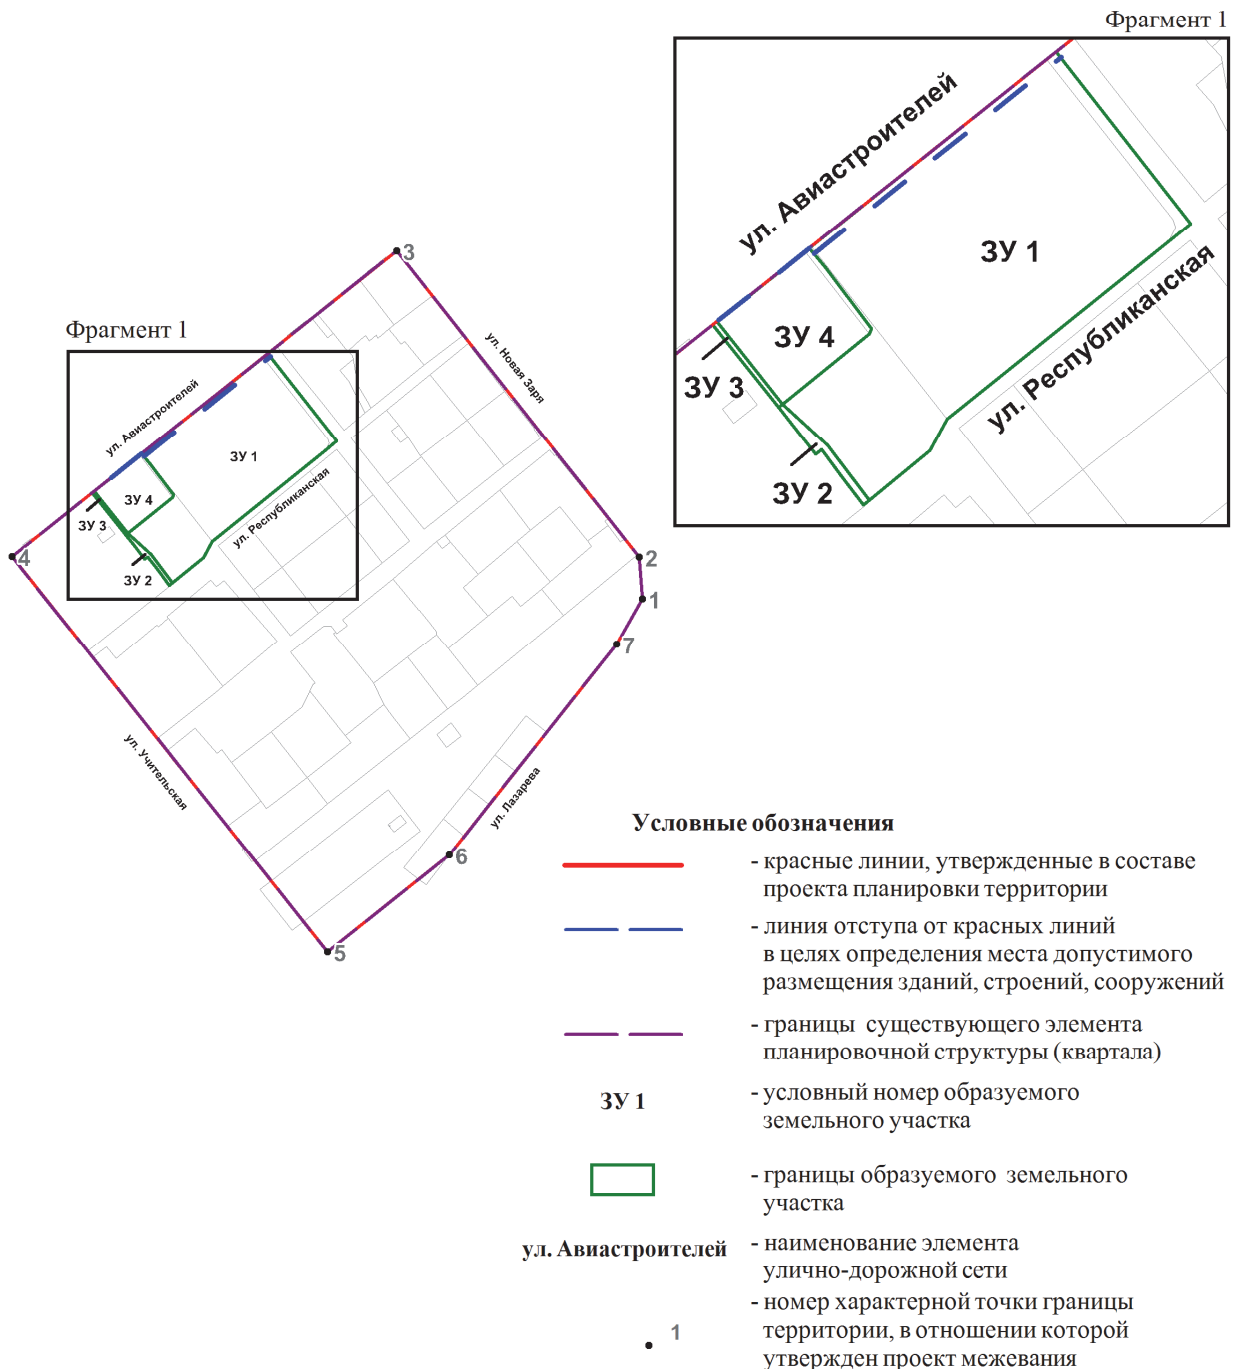 Фрагмент 1
ул. Авиастроителей
ЗУ 1
ЗУ 4
ЗУ 3
ЗУ 2
ул. Республиканская
3
Фрагмент 1
ул. Новая Заря
ул. Авиастроителей
ЗУ 1
ЗУ 4
ЗУ 3
ул. Республиканская
4
ЗУ 2
2
1
7
ул. Учительская
ул. Лазарева
6
5
Условные обозначения
- красные линии, утвержденные в составе
проекта планировки территории
- линия отступа от красных линий
в целях определения места допустимого
размещения зданий, строений, сооружений
- границы существующего элемента
планировочной структуры (квартала)
ЗУ 1
- условный номер образуемого
земельного участка
- границы образуемого земельного
участка
ул. Авиастроителей
- наименование элемента
улично-дорожной сети
1
- номер характерной точки границы
территории, в отношении которой
утвержден проект межевания